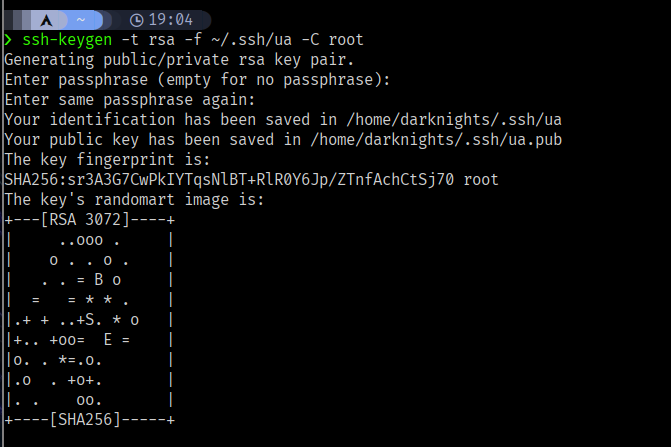 ~ 19:04
❯ ssh-keygen -t rsa -f ~/.ssh/ua -C root
Generating public/private rsa key pair.
Enter passphrase (empty for no passphrase):
Enter same passphrase again:
Your identification has been saved in /home/darknights/.ssh/ua
Your public key has been saved in /home/darknights/.ssh/ua.pub
The key fingerprint is:
SHA256:sr3A3G7CwPkIYTqsNlBT+RlR0Y6Jp/ZTnfAchCtSj70 root
The key's randomart image is:
+---[RSA 3072]----+
|     ..ooo .     |
|    o . . o .    |
|   . . = B o     |
|  =   = * * .    |
|.+ + ..+S. * o   |
|+.. +oo=  E =    |
|o. . *=.o.       |
|.o  . +o+.       |
|. .    oo.       |
+----[SHA256]-----+